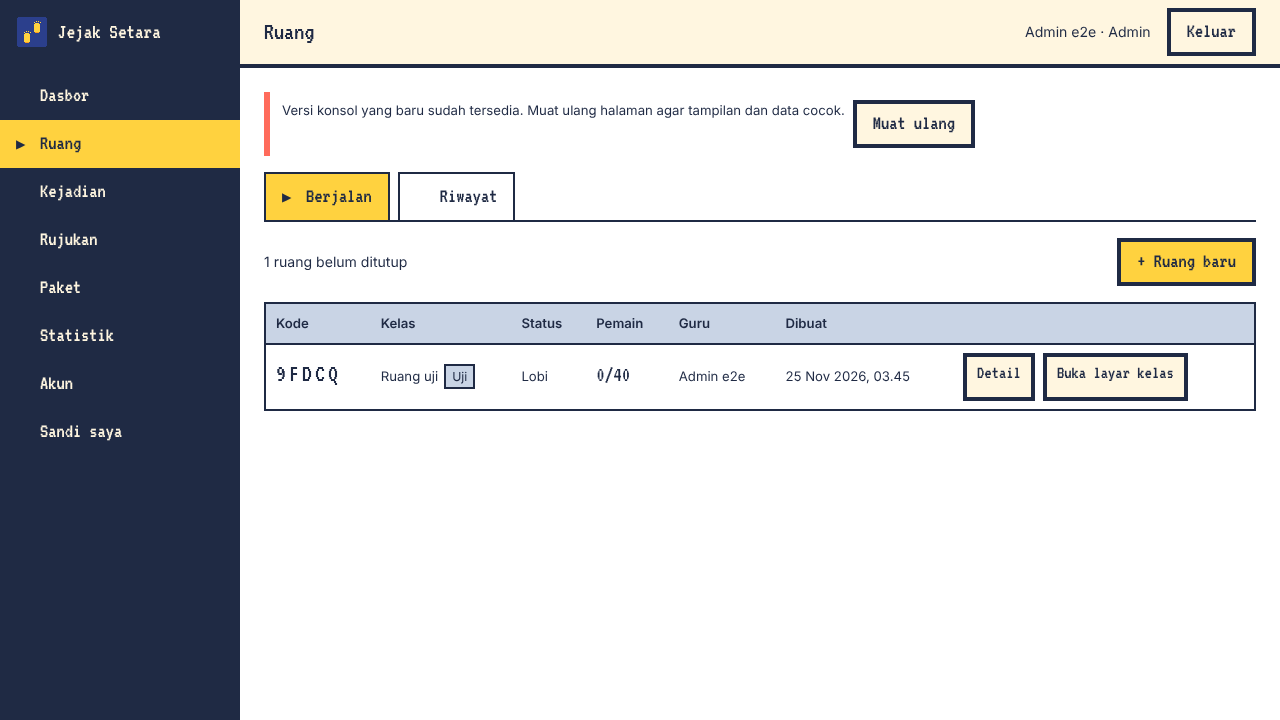 Jejak Setara
Ruang
Admin e2e · Admin
Keluar
Dasbor
▶ Ruang
Kejadian
Rujukan
Paket
Statistik
Akun
Sandi saya
Versi konsol yang baru sudah tersedia. Muat ulang halaman agar tampilan dan data cocok.
Muat ulang
▶ Berjalan
Riwayat
1 ruang belum ditutup
+ Ruang baru
Kode Kelas Status Pemain Guru Dibuat
9FDCQ Ruang uji Uji Lobi 0/40 Admin e2e 25 Nov 2026, 03.45 Detail Buka layar kelas